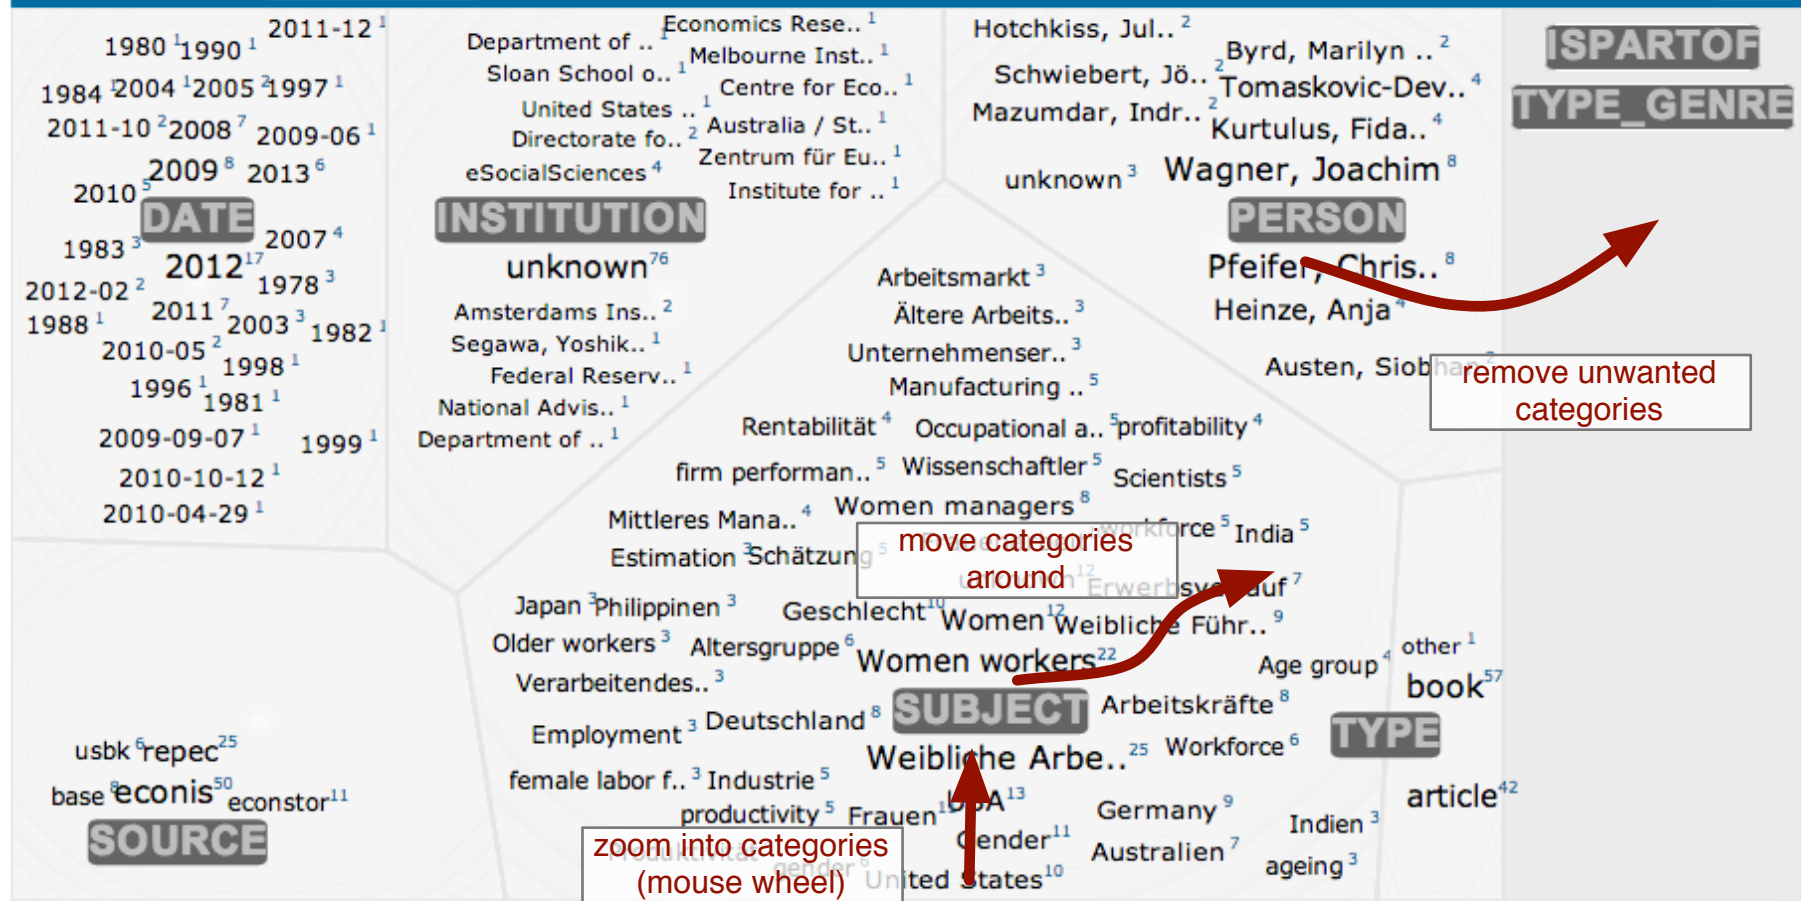 2011-12 1
1980 1 1990 1
1984 1 2004 1 2005 2 1997 1
2011-10 2 2008 7 2009-06 1
2009 8 2013 6
2010 5
DATE
1983 3 2007 4
2012 17
2012-02 2 1978 3
2011 7
1988 1 2003 3 1982 1
2010-05 2
1998 1
1996 1
1981 1
2009-09-07 1 1999 1
2010-10-12 1
2010-04-29 1
Economics Rese.. 1
Department of .. 1
Melbourne Inst.. 1
Sloan School o.. 1
Centre for Eco.. 1
United States .. 1
Australia / St.. 1
Directorate fo.. 2
Zentrum für Eu.. 1
eSocialSciences 4
Institute for .. 1
INSTITUTION
unknown 76
Amsterdams Ins.. 2
Segawa, Yoshik.. 1
Federal Reserv.. 1
National Advis.. 1
Department of .. 1
Hotchkiss, Jul.. 2
Byrd, Marilyn .. 2
Schwiebert, Jö.. 2
Tomaskovic-Dev.. 4
Mazumdar, Indr.. 2
Kurtulus, Fida.. 4
Wagner, Joachim 8
unknown 3
PERSON
Pfeifer, Chris.. 8
Heinze, Anja 4
Austen, Siobhan 2
ISPARTOF
TYPE_GENRE
remove unwanted
categories
Arbeitsmarkt 3
Ältere Arbeits.. 3
Unternehmenser.. 3
Manufacturing .. 5
Rentabilität 4 Occupational a.. 5 profitability 4
firm performan.. 5 Wissenschaftler 5 Scientists 5
Women managers 8
Mittleres Mana.. 4
workforce 5 India 5
move categories
around
Estimation 3 Schätzung 5
unknown 12 Erwerbsverlauf 7
Japan 3 Philippinen 3 Geschlecht 10 Women 12 Weibliche Führ.. 9
Older workers 3 Altersgruppe 6 Women workers 22
Age group 4
Verarbeitendes.. 3
SUBJECT
Arbeitskräfte 8
Employment 3 Deutschland 8
Weibliche Arbe.. 25 Workforce 6
female labor f.. 3 Industrie 5
USA 13
productivity 5 Frauen
Germany 9
Indien 3
Gender 11
Australien 7
ageing 3
Produktivität
gender 6
United States 10
zoom into categories
(mouse wheel)
other 1
book 57
TYPE
article 42
usbk 6 repec 25
base 8 econis 50 econstor 11
SOURCE